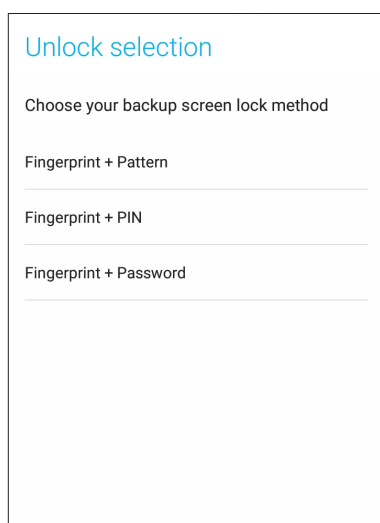 Unlock selection
Choose your backup screen lock method
Fingerprint + Pattern
Fingerprint + PIN
Fingerprint + Password